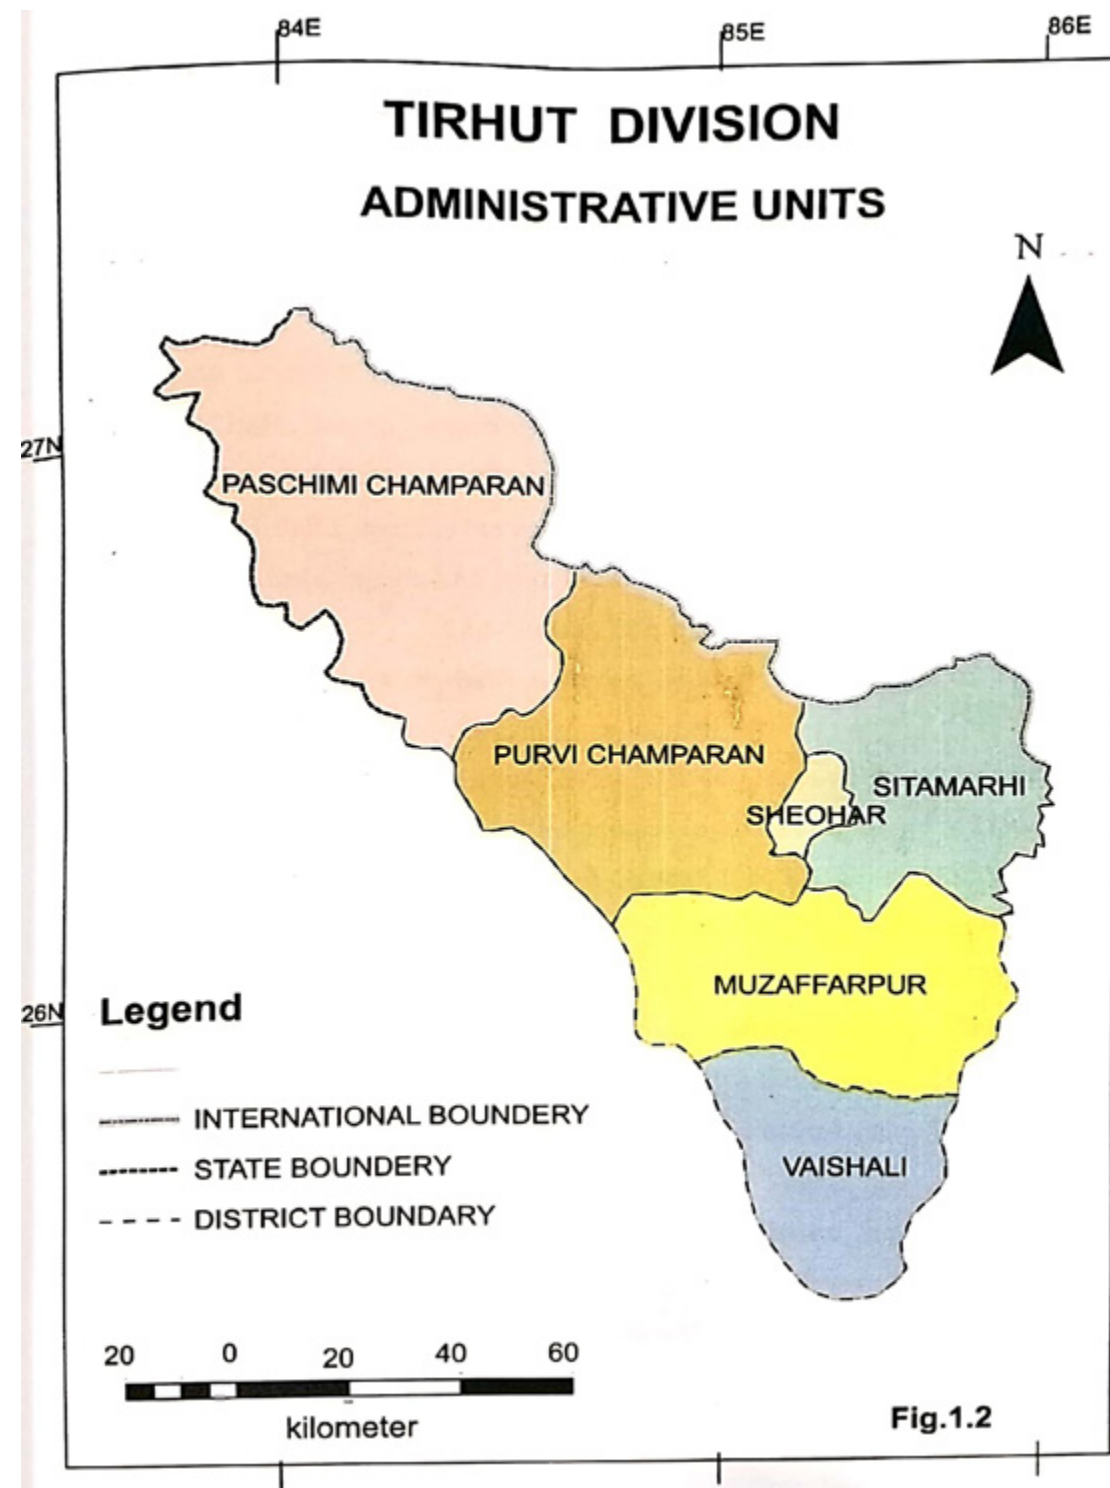 84E
85E
86E
TIRHUT DIVISION
ADMINISTRATIVE UNITS
N
27N
PASCHIMI CHAMPARAN
PURVI CHAMPARAN
SITAMARHI
SHEOHAR
MUZAFFARPUR
26N
Legend
INTERNATIONAL BOUNDERY
STATE BOUNDERY
VAISHALI
DISTRICT BOUNDARY
20 0 20 40 60
kilometer
Fig.1.2